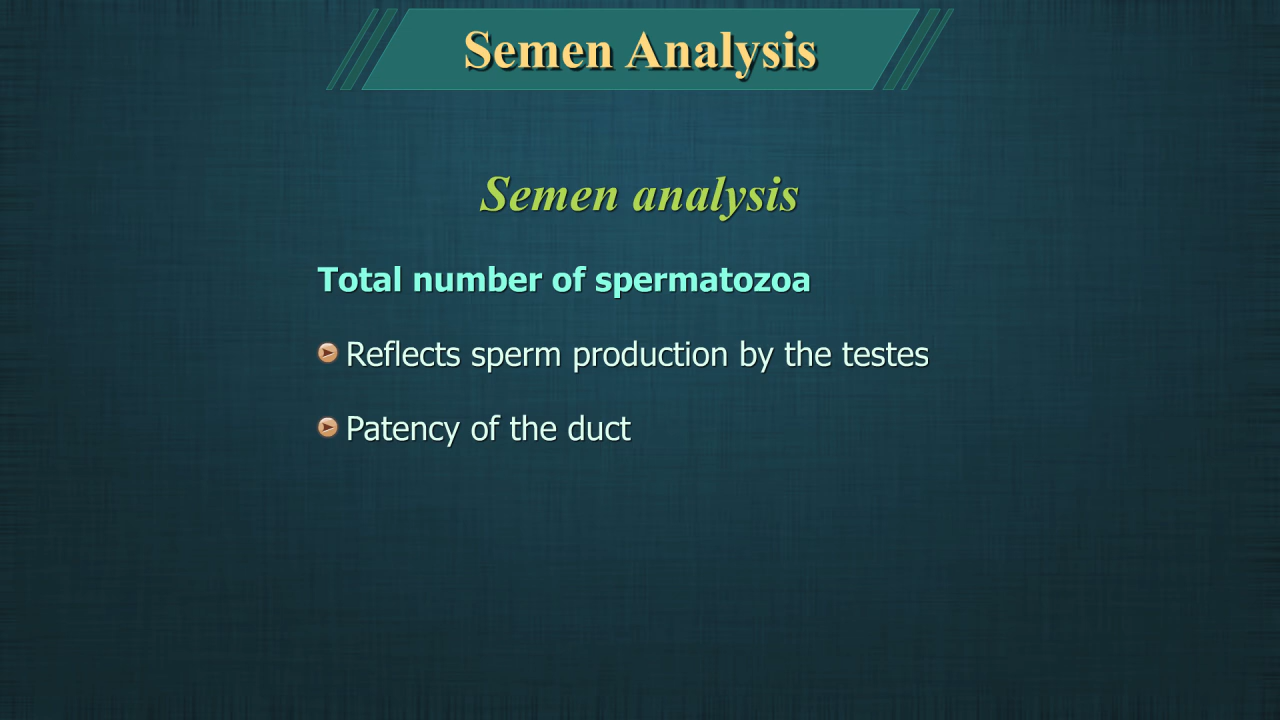 Semen Analysis
Semen analysis
Total number of spermatozoa
Reflects sperm production by the testes
Patency of the duct